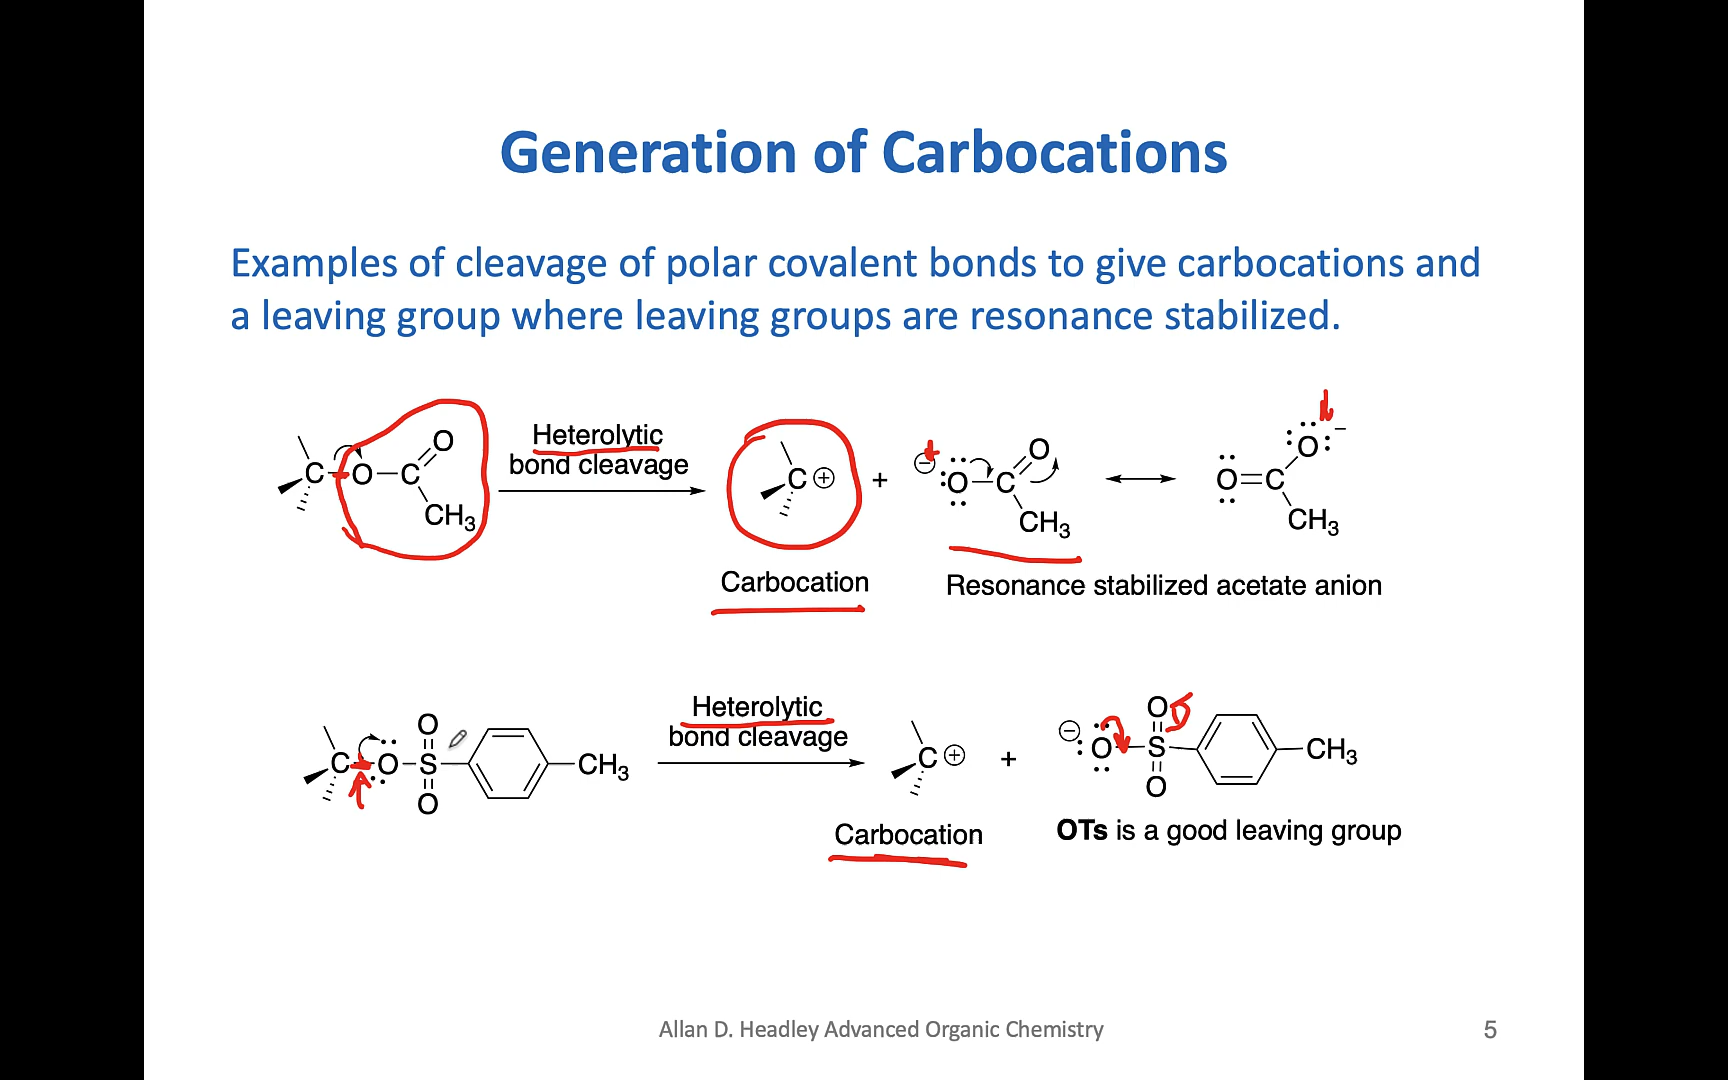 Generation of Carbocations
Examples of cleavage of polar covalent bonds to give carbocations and
a leaving group where leaving groups are resonance stabilized.
C O C O CH3
Heterolytic
bond cleavage
C ⊕ + ⊖ :O C O CH3
O=C O:− CH3
Carbocation
Resonance stabilized acetate anion
C O S O O CH3
Heterolytic
bond cleavage
C ⊕ + ⊖ :O S O O CH3
Carbocation
OTs is a good leaving group
Allan D. Headley Advanced Organic Chemistry
5